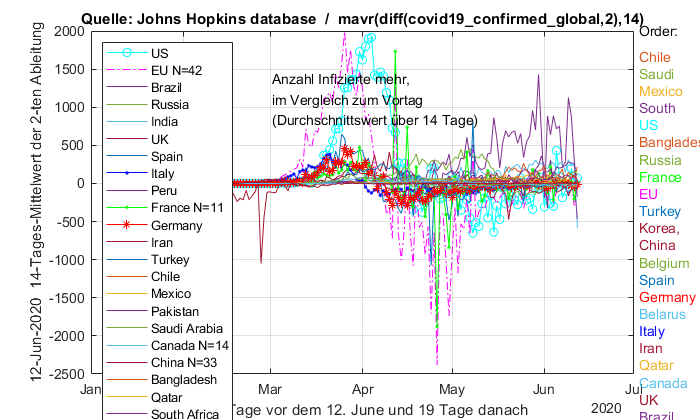 Quelle: Johns Hopkins database / mavr(diff(covid19_confirmed_global,2),14)
12-Jun-2020 14-Tages-Mittelwert der 2-ten Ableitung
2000
1500
1000
500
0
-500
-1000
-1500
-2000
-2500
US
EU N=42
Brazil
Russia
India
UK
Spain
Italy
Peru
France N=11
Germany
Iran
Turkey
Chile
Mexico
Pakistan
Saudi Arabia
Canada N=14
China N=33
Bangladesh
Qatar
South Africa
Anzahl Infizierte mehr,
im Vergleich zum Vortag
(Durchschnittswert über 14 Tage)
Jan
Mar
Apr
May
Jun
Jul
Tage vor dem 12. June und 19 Tage danach
2020
Order:
Chile
Saudi
Mexico
South
US
Banglades
Russia
France
EU
Turkey
Korea,
China
Belgium
Spain
Germany
Belarus
Italy
Iran
Qatar
Canada
UK
Brazil